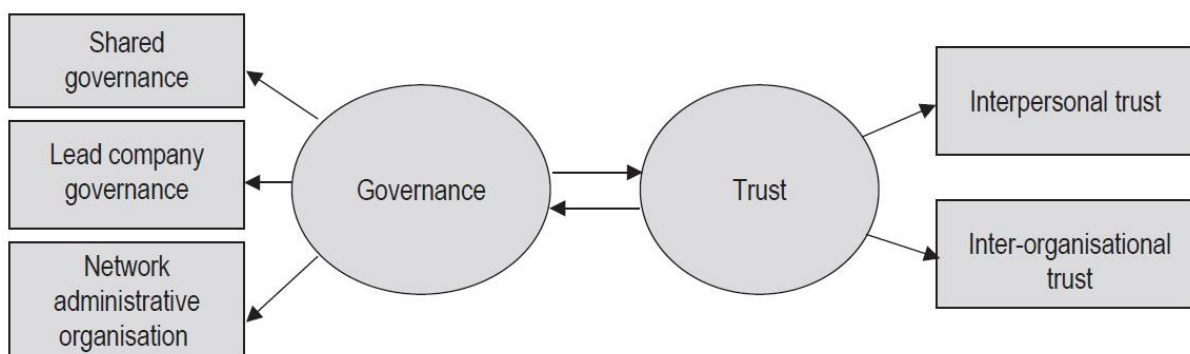 Shared
governance
Lead company
governance
Network
administrative
organisation
Governance
Trust
Interpersonal trust
Inter-organisational
trust